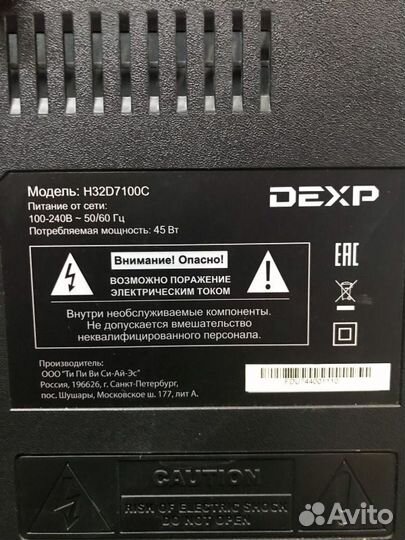 Модель: H32D7100C
DEXP
Питание от сети:
100-240В ~ 50/60 Гц
Потребляемая мощность: 45 Вт
Внимание! Опасно!
ВОЗМОЖНО ПОРАЖЕНИЕ
ЭЛЕКТРИЧЕСКИМ ТОКОМ
EAC
Внутри необслуживаемые компоненты.
Не допускается вмешательство
неквалифицированного персонала.
Производитель:
ООО "Ти Пи Ви Си-Ай-Эс"
Россия, 196626, г. Санкт-Петербург,
пос. Шушары, Московское ш. 177, лит А.
CAUTION
RISK OF ELECTRIC SHOCK
DO NOT OPEN
Avito